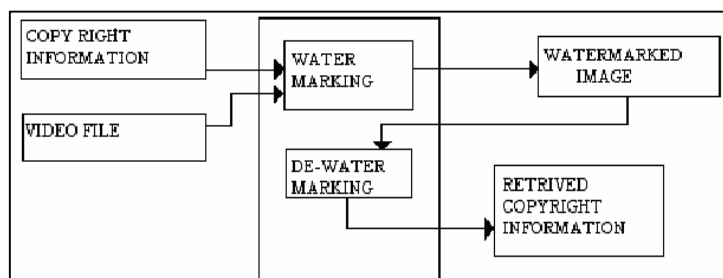 COPY RIGHT
INFORMATION
VIDEO FILE
WATER
MARKING
WATERMARKED
IMAGE
DE-WATER
MARKING
RETRIVED
COPYRIGHT
INFORMATION